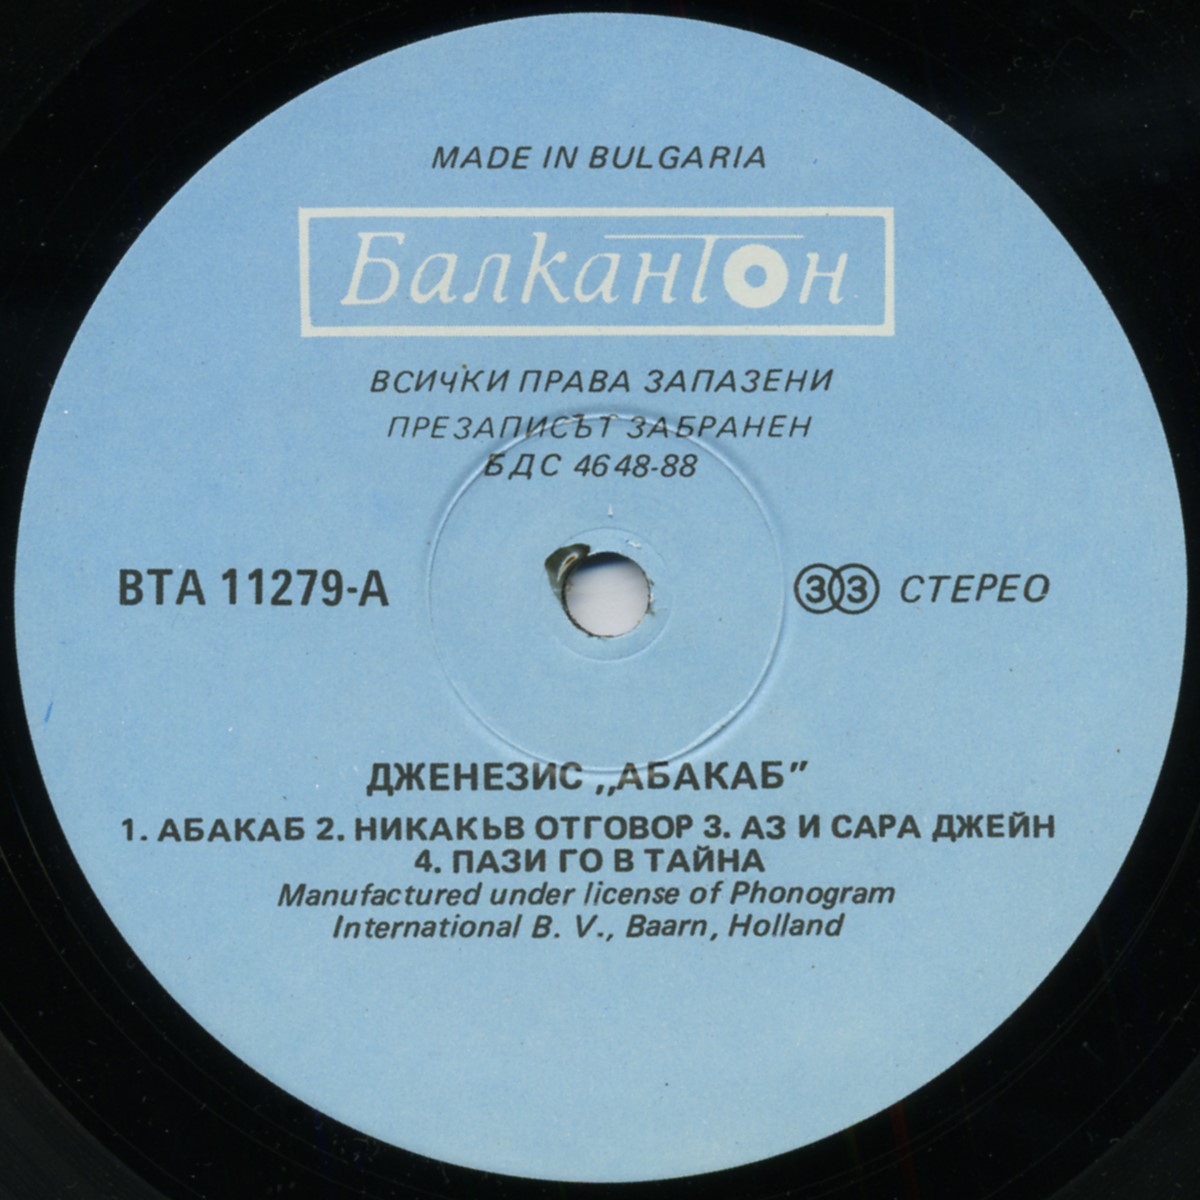 MADE IN BULGARIA
Балкантон
ВСИЧКИ ПРАВА ЗАПАЗЕНИ
ПРЕЗАПИСЪТ ЗАБРАНЕН
БДС 4648-88
ВТА 11279-А
33 СТЕРЕО
ДЖЕНЕЗИС „АБАКАБ”
1. АБАКАБ 2. НИКАКЬВ ОТГОВОР 3. АЗ И САРА ДЖЕЙН
4. ПАЗИ ГО В ТАЙНА
Manufactured under license of Phonogram
International B. V., Baarn, Holland